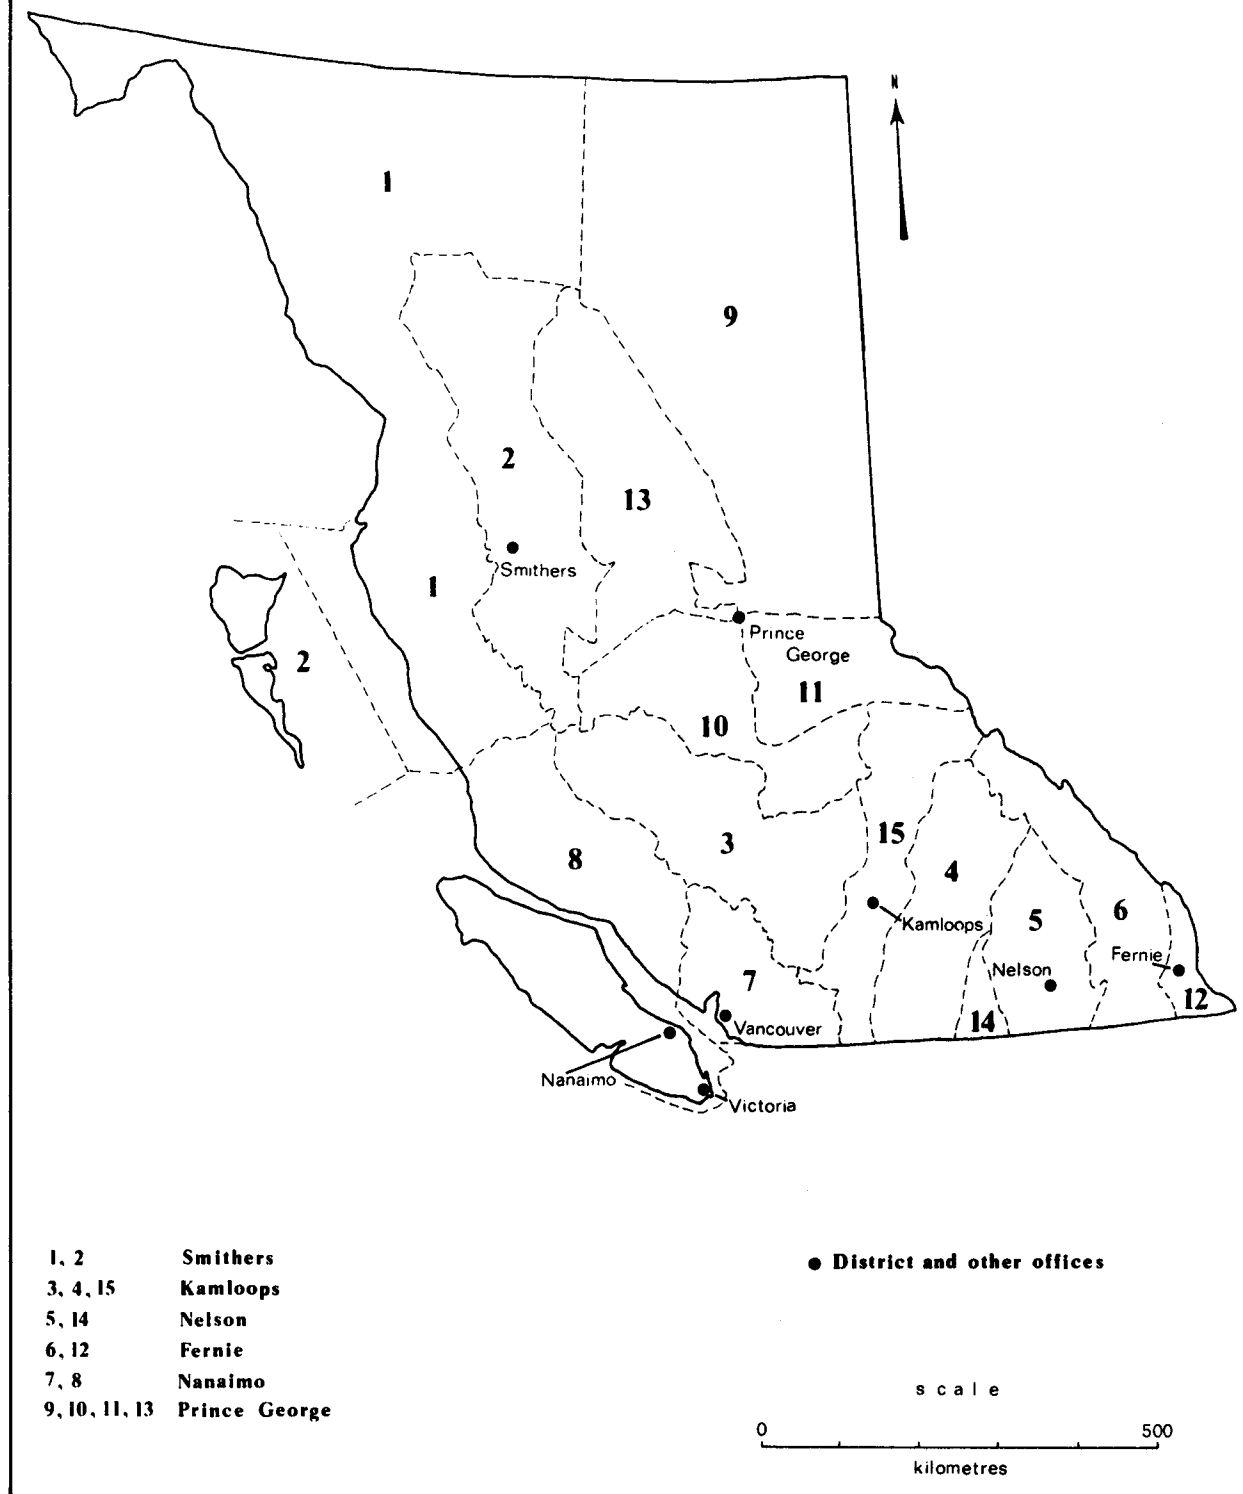 N
1
9
2
13
Smithers
1
Prince
George
2
11
10
15
3
8
4
6
5
Kamloops
Fernie
Nelson
7
12
14
Vancouver
Nanaimo
Victoria
1, 2 Smithers
3, 4, 15 Kamloops
5, 14 Nelson
6, 12 Fernie
7, 8 Nanaimo
9, 10, 11, 13 Prince George
● District and other offices
scale
0 500
kilometres